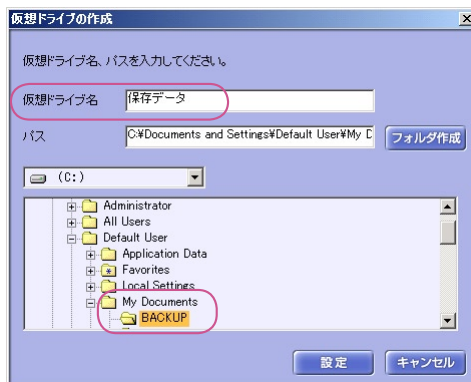 仮想ドライブの作成
仮想ドライブ名、パスを入力してください。
仮想ドライブ名 保存データ
パス C:¥Documents and Settings¥Default User¥My D フォルダ作成
(C:)
Administrator
All Users
Default User
Application Data
Favorites
Local Settings
My Documents
BACKUP
設定 キャンセル